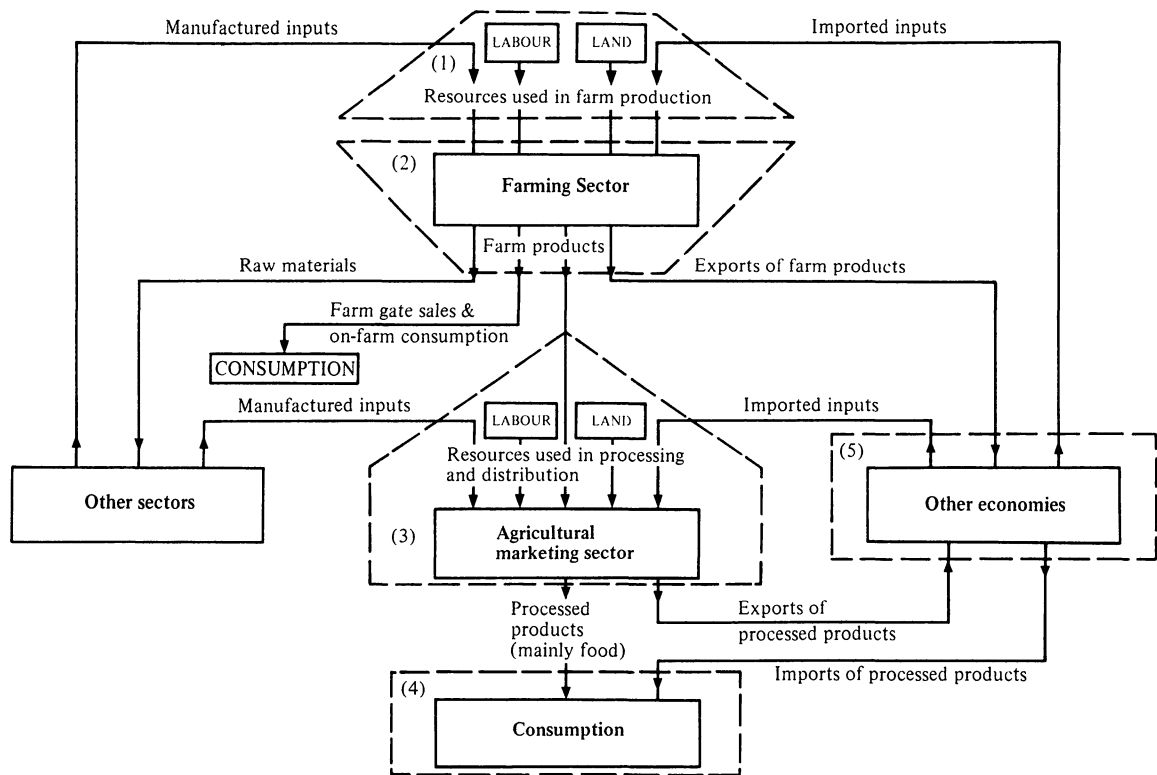 Manufactured inputs
LABOUR
LAND
Imported inputs
(1)
Resources used in farm production
(2)
Farming Sector
Farm products
Raw materials
Exports of farm products
Farm gate sales &
on-farm consumption
CONSUMPTION
Manufactured inputs
LABOUR
LAND
Imported inputs
Resources used in processing
and distribution
(5)
Other sectors
Other economies
(3)
Agricultural
marketing sector
Processed
products
(mainly food)
Exports of
processed products
Imports of processed products
(4)
Consumption